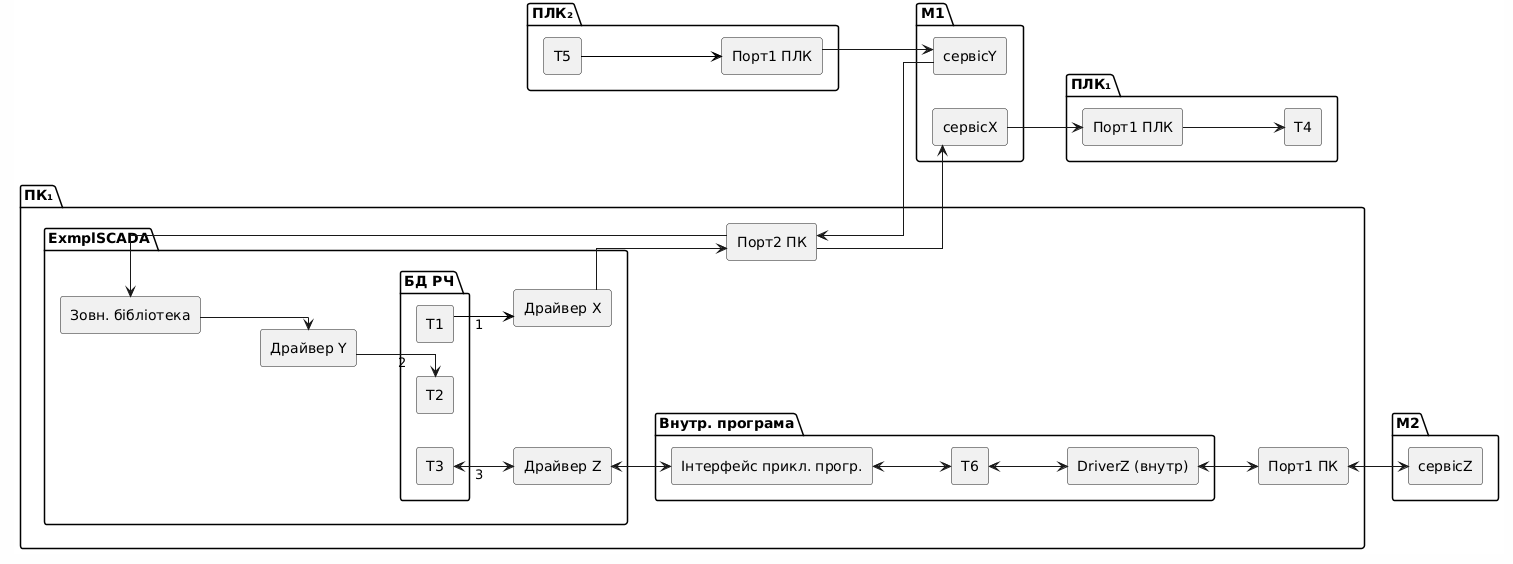 ПЛК₂
T5
Порт1 ПЛК
M1
сервісY
сервісX
ПЛК₁
Порт1 ПЛК
T4
ПК₁
ExmplSCADA
Порт2 ПК
Зовн. бібліотека
Драйвер Y
БД РЧ
T1
1
Драйвер X
2
T2
T3
3
Драйвер Z
Внутр. програма
Інтерфейс прикл. прогр.
T6
DriverZ (внутр)
Порт1 ПК
M2
сервісZ